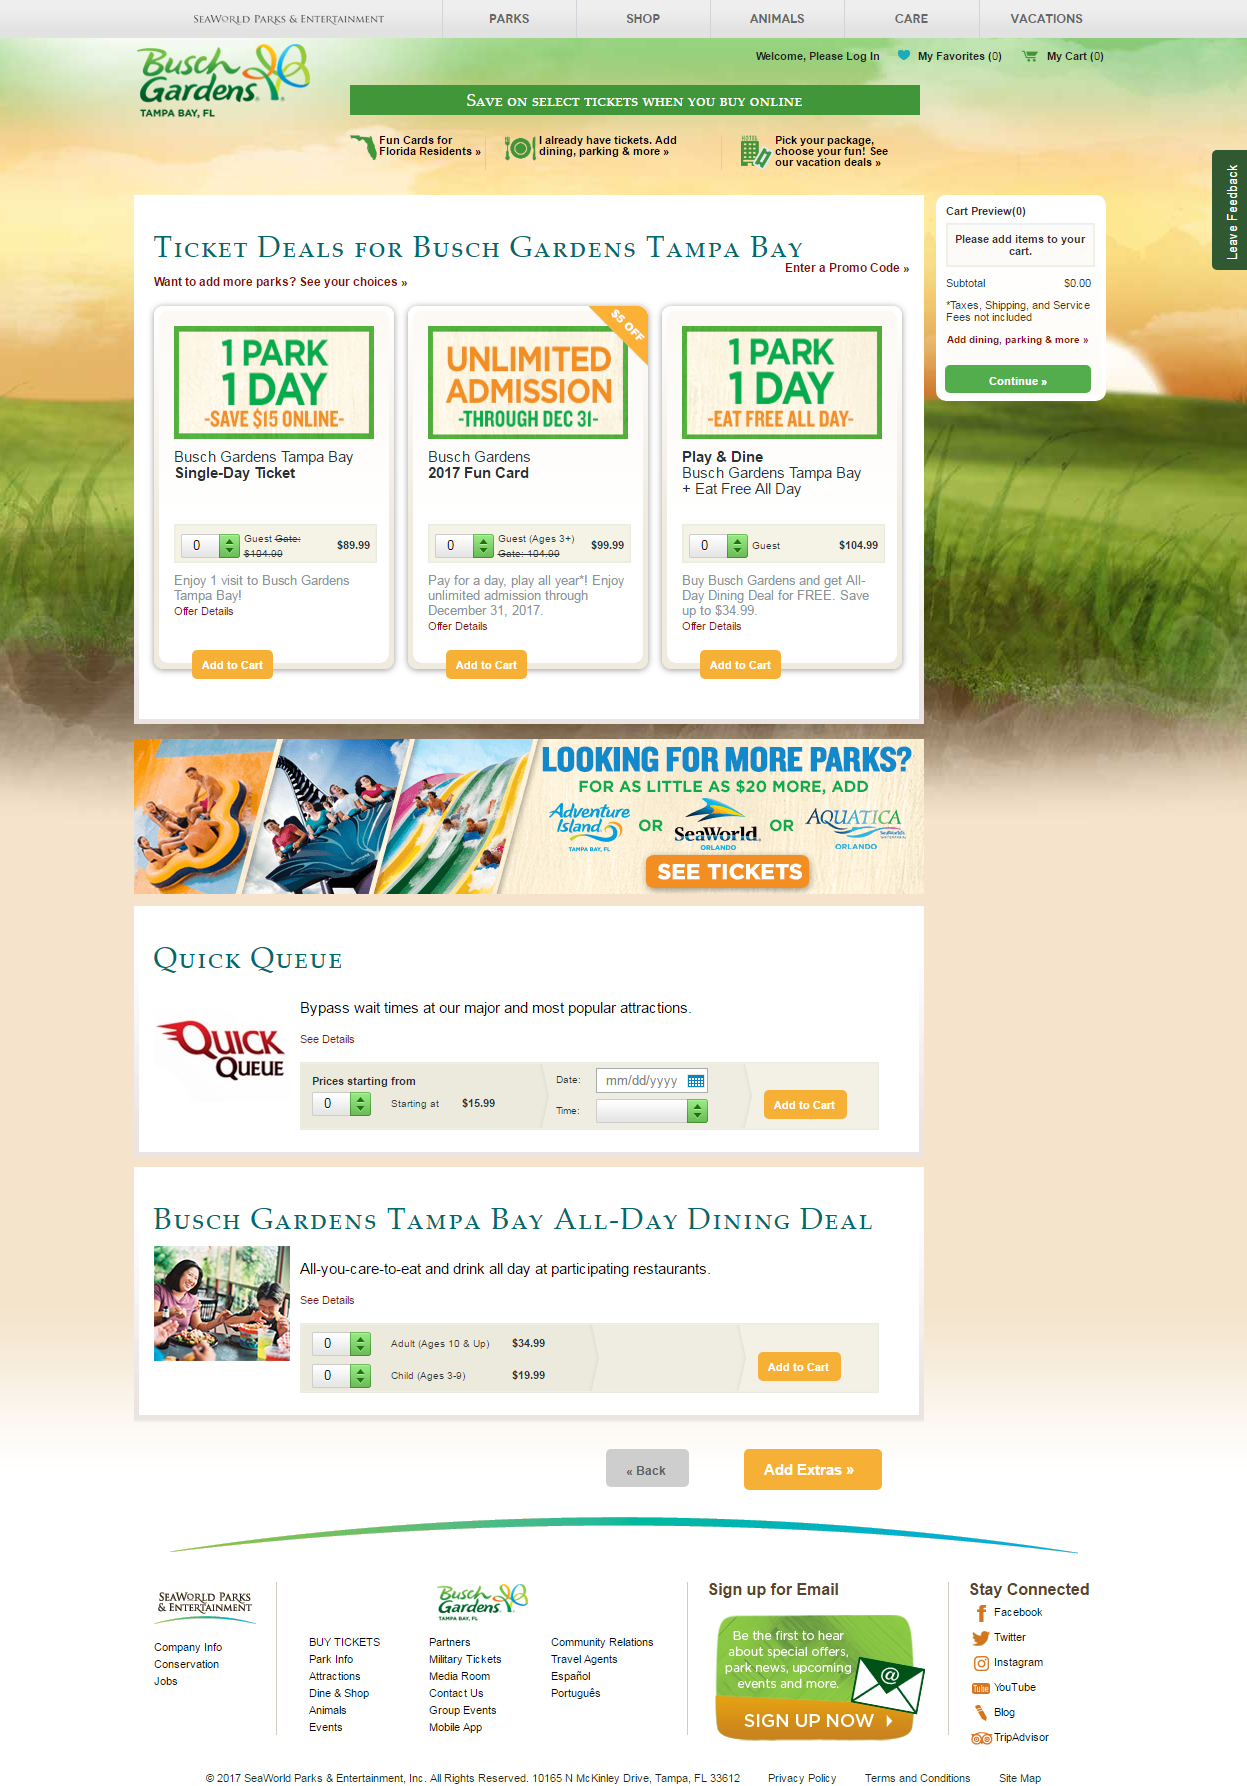 SeaWorld Parks & Entertainment
PARKS
SHOP
ANIMALS
CARE
VACATIONS
Busch
Gardens
TAMPA BAY, FL
Welcome, Please Log In
My Favorites (0)
My Cart (0)
Save on select tickets when you buy online
Fun Cards for
Florida Residents »
I already have tickets. Add
dining, parking & more »
HOTEL
Pick your package,
choose your fun! See
our vacation deals »
Leave Feedback
Ticket Deals for Busch Gardens Tampa Bay
Enter a Promo Code »
Want to add more parks? See your choices »
Cart Preview(0)
Please add items to your
cart.
Subtotal $0.00
*Taxes, Shipping, and Service
Fees not included
Add dining, parking & more »
Continue »
1 PARK
1 DAY
-SAVE $15 ONLINE-
Busch Gardens Tampa Bay
Single-Day Ticket
0
Guest Gate:
$104.99
$89.99
Enjoy 1 visit to Busch Gardens
Tampa Bay!
Offer Details
Add to Cart
$5 OFF
UNLIMITED
ADMISSION
-THROUGH DEC 31-
Busch Gardens
2017 Fun Card
0
Guest (Ages 3+)
Gate: 104.99
$99.99
Pay for a day, play all year*! Enjoy
unlimited admission through
December 31, 2017.
Offer Details
Add to Cart
1 PARK
1 DAY
-EAT FREE ALL DAY-
Play & Dine
Busch Gardens Tampa Bay
+ Eat Free All Day
0
Guest
$104.99
Buy Busch Gardens and get All-
Day Dining Deal for FREE. Save
up to $34.99.
Offer Details
Add to Cart
LOOKING FOR MORE PARKS?
FOR AS LITTLE AS $20 MORE, ADD
Adventure
Island
TAMPA BAY, FL
OR
SeaWorld
ORLANDO
OR
AQUATICA
SeaWorld's
ORLANDO
SEE TICKETS
Quick Queue
Quick
Queue
Bypass wait times at our major and most popular attractions.
See Details
Prices starting from
0
Starting at
$15.99
Date:
mm/dd/yyyy
Time:
Add to Cart
Busch Gardens Tampa Bay All-Day Dining Deal
All-you-care-to-eat and drink all day at participating restaurants.
See Details
0
Adult (Ages 10 & Up)
$34.99
0
Child (Ages 3-9)
$19.99
Add to Cart
« Back
Add Extras »
SeaWorld Parks
& Entertainment
Company Info
Conservation
Jobs
Busch
Gardens
TAMPA BAY, FL
BUY TICKETS
Park Info
Attractions
Dine & Shop
Animals
Events
Partners
Military Tickets
Media Room
Contact Us
Group Events
Mobile App
Community Relations
Travel Agents
Español
Português
Sign up for Email
Be the first to hear
about special offers,
park news, upcoming
events and more.
@
SIGN UP NOW
Stay Connected
Facebook
Twitter
Instagram
Tube
YouTube
Blog
TripAdvisor
© 2017 SeaWorld Parks & Entertainment, Inc. All Rights Reserved. 10165 N McKinley Drive, Tampa, FL 33612
Privacy Policy
Terms and Conditions
Site Map